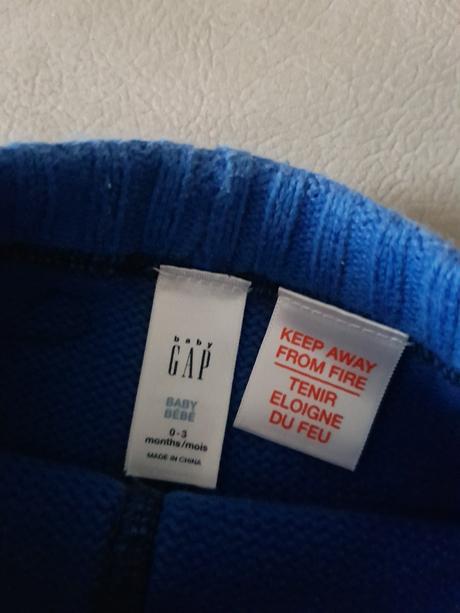 baby
GAP
BABY
BÉBÉ
0-3
months/mois
MADE IN CHINA
KEEP AWAY
FROM FIRE
TENIR
ELOIGNE
DU FEU